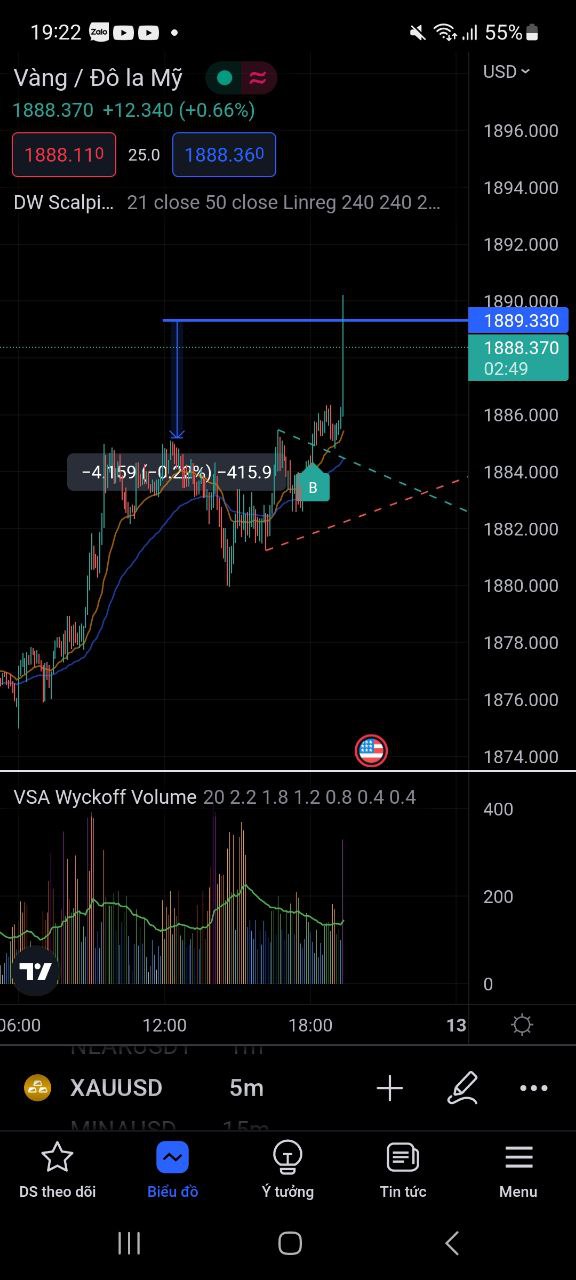 19:22 Zalo 55%
Vàng / Đô la Mỹ
USD
1888.370 +12.340 (+0.66%)
1888.110 25.0 1888.360
DW Scalpi... 21 close 50 close Linreg 240 240 2...
1896.000
1894.000
1892.000
1890.000
1889.330
1888.370
02:49
1886.000
−4.159 (−0.22%) −415.9
1884.000
B
1882.000
1880.000
1878.000
1876.000
1874.000
VSA Wyckoff Volume 20 2.2 1.8 1.2 0.8 0.4 0.4
400
200
0
06:00 12:00 18:00 13
NEARUSDT 1m
XAUUSD 5m
MINAUSD 15m
DS theo dõi Biểu đồ Ý tưởng Tin tức Menu